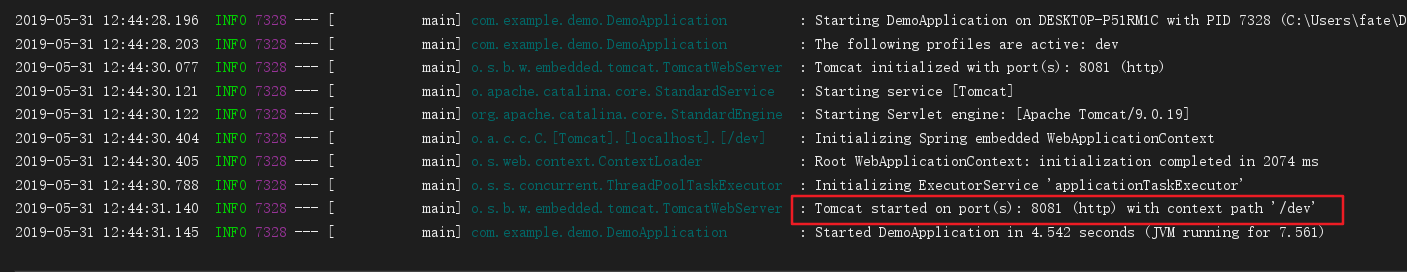 2019-05-31 12:44:28.196  INFO 7328 --- [           main] com.example.demo.DemoApplication         : Starting DemoApplication on DESKTOP-P51RM1C with PID 7328 (C:\Users\fate\D
2019-05-31 12:44:28.203  INFO 7328 --- [           main] com.example.demo.DemoApplication         : The following profiles are active: dev
2019-05-31 12:44:30.077  INFO 7328 --- [           main] o.s.b.w.embedded.tomcat.TomcatWebServer  : Tomcat initialized with port(s): 8081 (http)
2019-05-31 12:44:30.121  INFO 7328 --- [           main] o.apache.catalina.core.StandardService   : Starting service [Tomcat]
2019-05-31 12:44:30.122  INFO 7328 --- [           main] org.apache.catalina.core.StandardEngine  : Starting Servlet engine: [Apache Tomcat/9.0.19]
2019-05-31 12:44:30.404  INFO 7328 --- [           main] o.a.c.c.C.[Tomcat].[localhost].[/dev]    : Initializing Spring embedded WebApplicationContext
2019-05-31 12:44:30.405  INFO 7328 --- [           main] o.s.web.context.ContextLoader            : Root WebApplicationContext: initialization completed in 2074 ms
2019-05-31 12:44:30.788  INFO 7328 --- [           main] o.s.s.concurrent.ThreadPoolTaskExecutor  : Initializing ExecutorService 'applicationTaskExecutor'
2019-05-31 12:44:31.140  INFO 7328 --- [           main] o.s.b.w.embedded.tomcat.TomcatWebServer  : Tomcat started on port(s): 8081 (http) with context path '/dev'
2019-05-31 12:44:31.145  INFO 7328 --- [           main] com.example.demo.DemoApplication         : Started DemoApplication in 4.542 seconds (JVM running for 7.561)